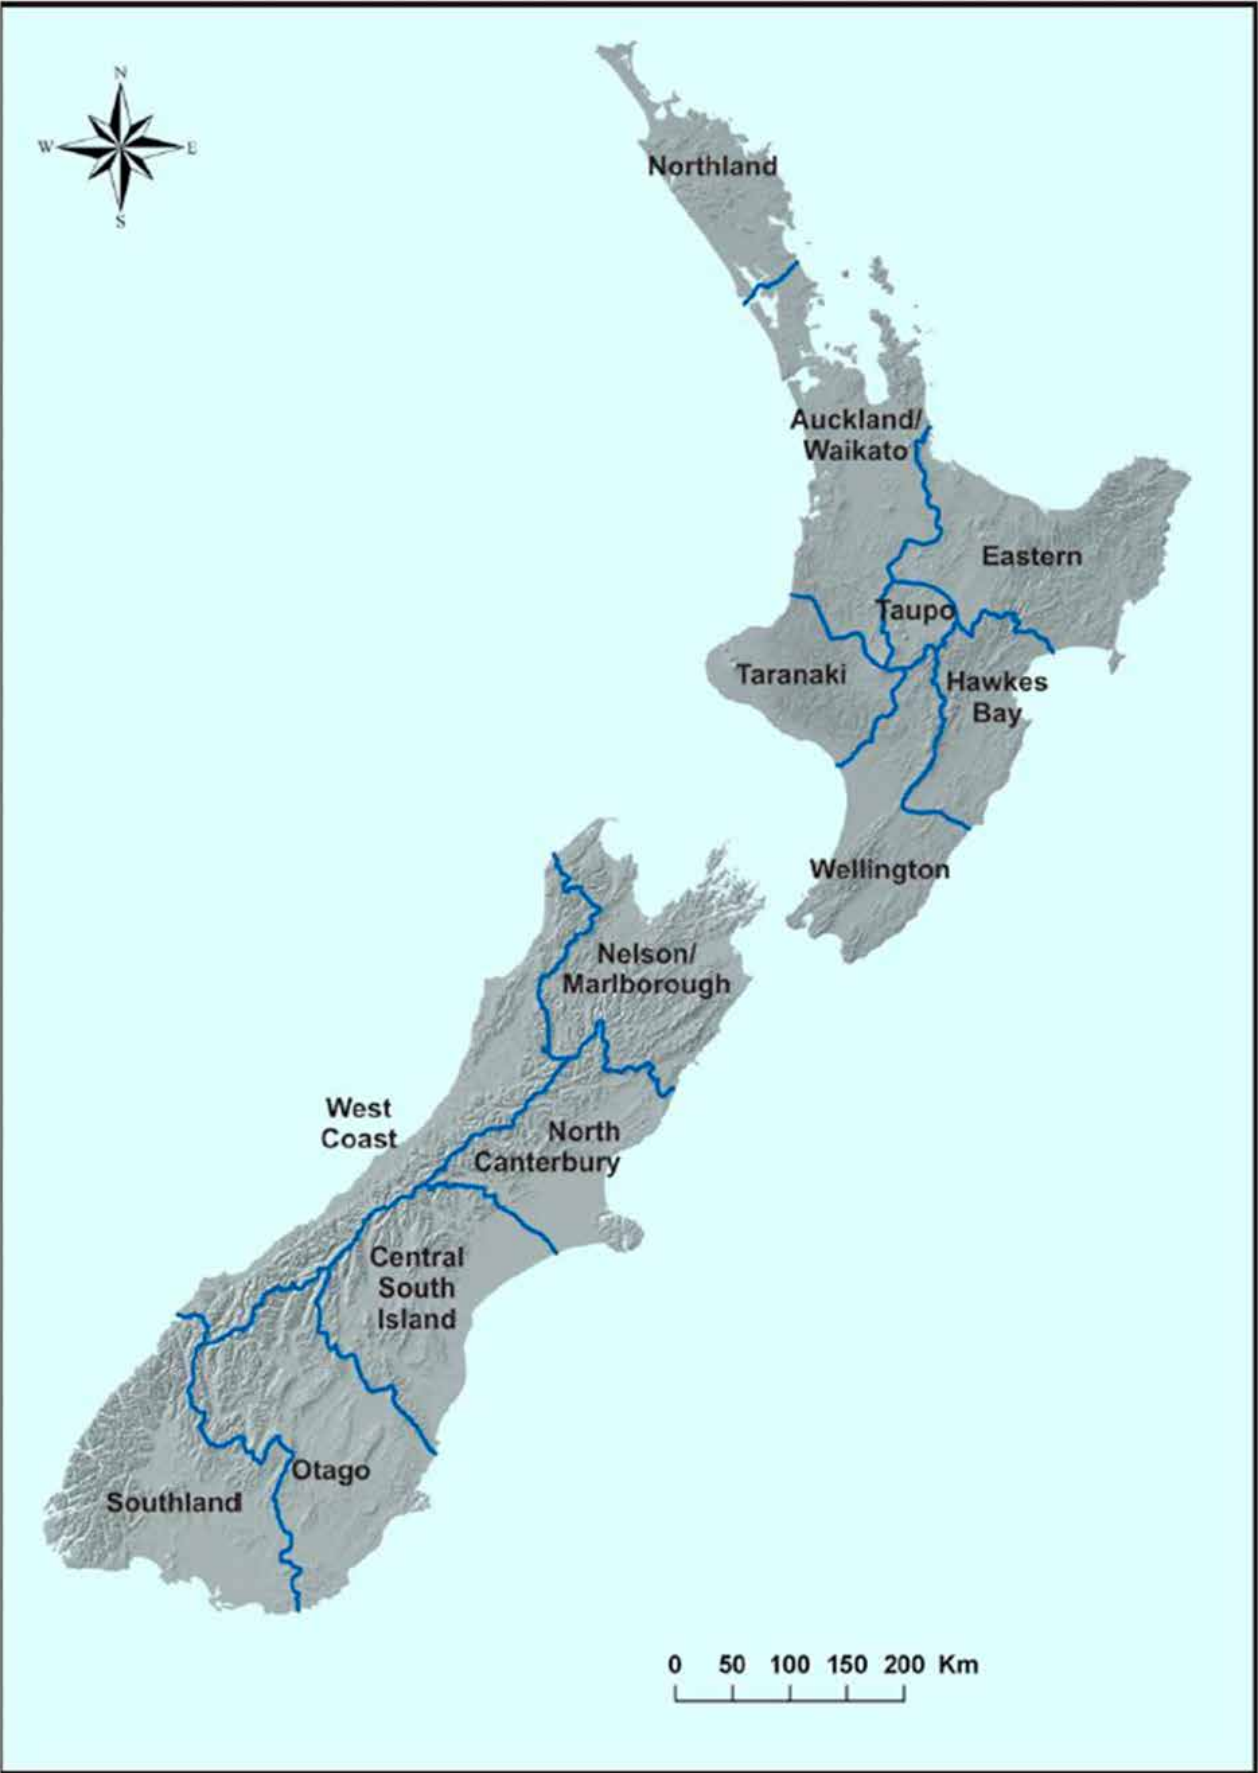 N
W E
S
Northland
Auckland/
Waikato
Eastern
Taupo
Taranaki
Hawkes
Bay
Wellington
Nelson/
Marlborough
West
Coast
North
Canterbury
Central
South
Island
Otago
Southland
0 50 100 150 200 Km